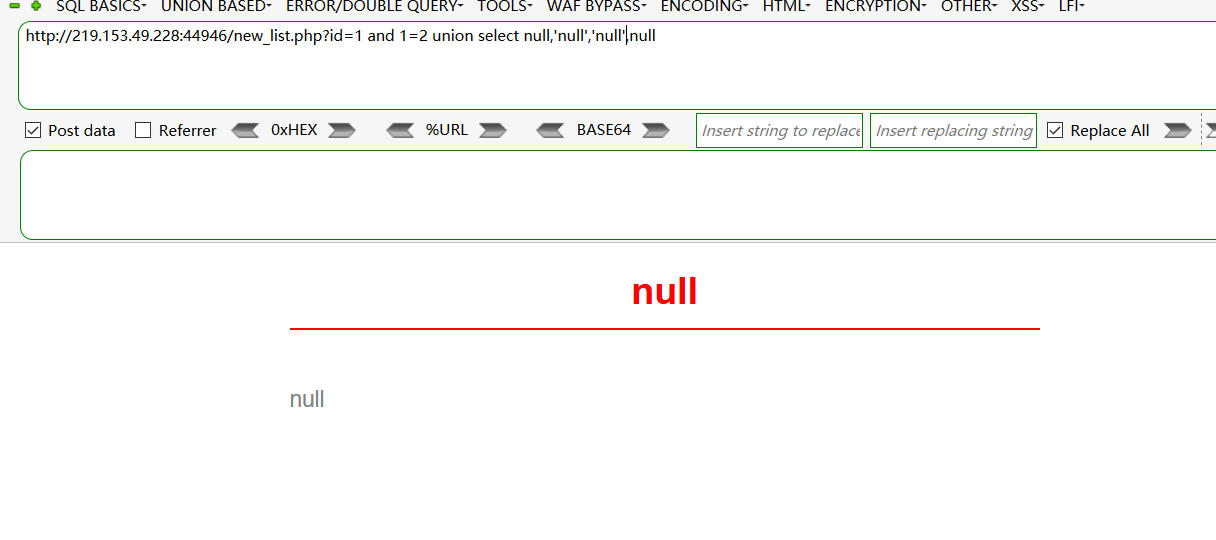 SQL BASICS UNION BASED ERROR/DOUBLE QUERY TOOLS WAF BYPASS ENCODING HTML ENCRYPTION OTHER XSS LFI
http://219.153.49.228:44946/new_list.php?id=1 and 1=2 union select null,'null','null',null
Post data Referrer 0xHEX %URL BASE64 Insert string to replace Insert replacing string Replace All
null
null